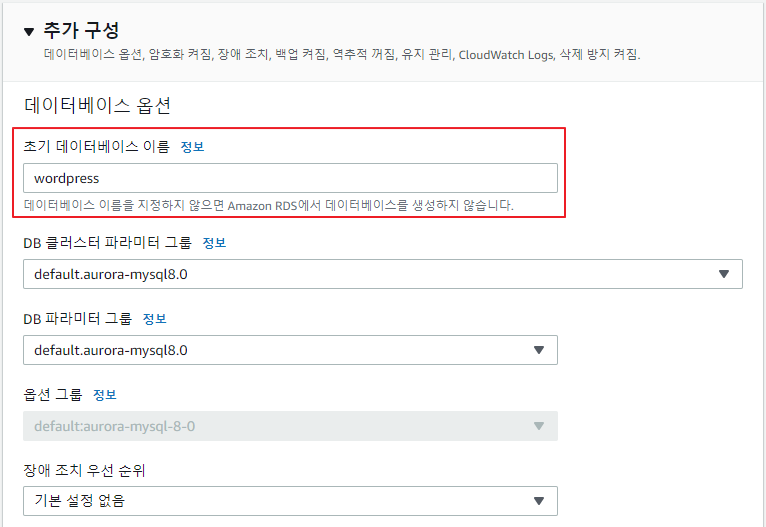 추가 구성
데이터베이스 옵션, 암호화 켜짐, 장애 조치, 백업 켜짐, 역추적 꺼짐, 유지 관리, CloudWatch Logs, 삭제 방지 켜짐.
데이터베이스 옵션
초기 데이터베이스 이름 정보
wordpress
데이터베이스 이름을 지정하지 않으면 Amazon RDS에서 데이터베이스를 생성하지 않습니다.
DB 클러스터 파라미터 그룹 정보
default.aurora-mysql8.0
DB 파라미터 그룹 정보
default.aurora-mysql8.0
옵션 그룹 정보
default:aurora-mysql-8-0
장애 조치 우선 순위
기본 설정 없음